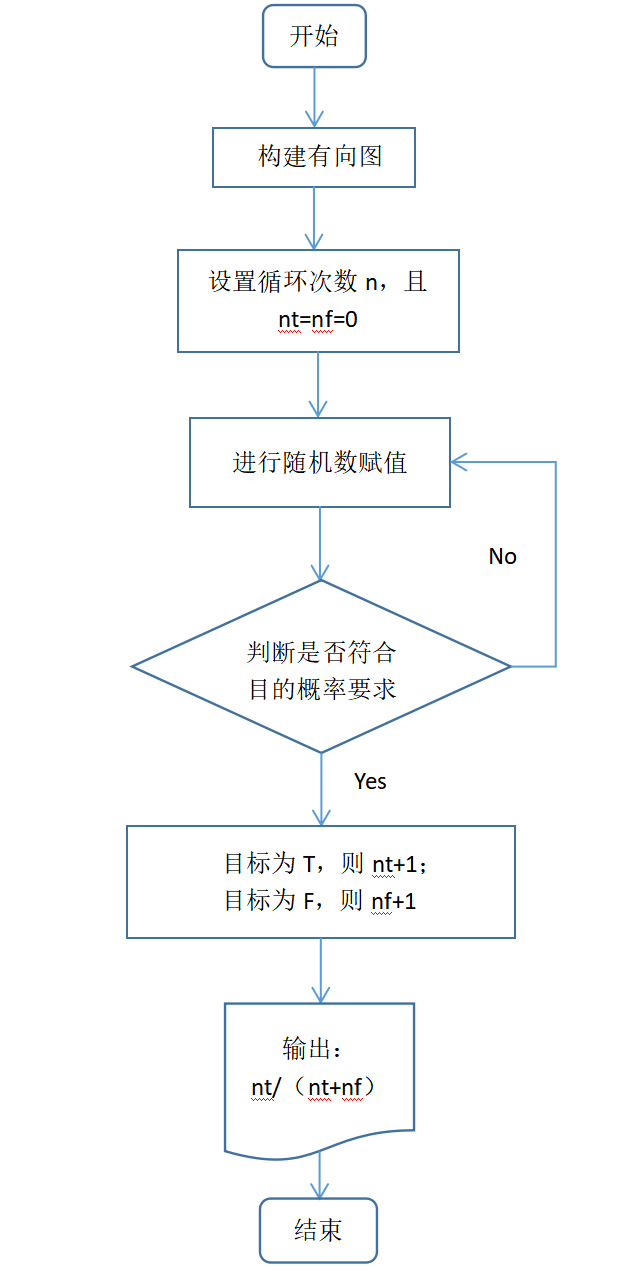 开始
构建有向图
设置循环次数 n，且
nt=nf=0
进行随机数赋值
No
判断是否符合
目的概率要求
Yes
目标为 T，则 nt+1；
目标为 F，则 nf+1
输出：
nt/（nt+nf）
结束